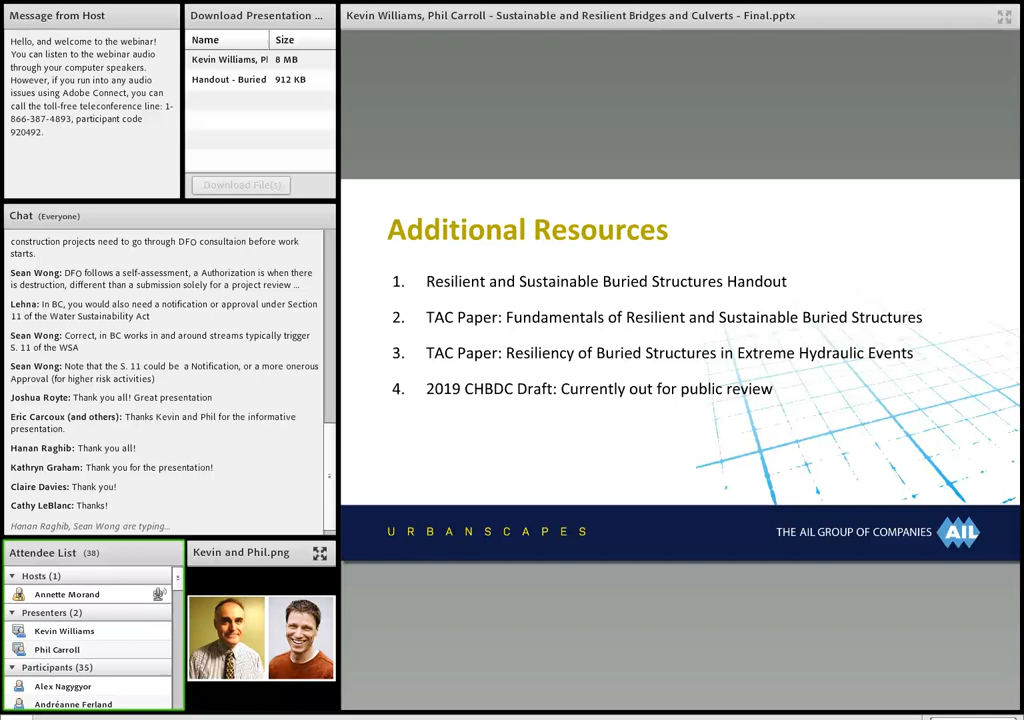 Message from Host
Hello, and welcome to the webinar!
You can listen to the webinar audio
through your computer speakers.
However, if you run into any audio
issues using Adobe Connect, you can
call the toll-free teleconference line: 1-
866-387-4893, participant code
920492.
Download Presentation ...
Name Size
Kevin Williams, Pl 8 MB
Handout - Buried 912 KB
Download File(s)
Chat (Everyone)
construction projects need to go through DFO consultaion before work
starts.
Sean Wong: DFO follows a self-assessment, a Authorization is when there
is destruction, different than a submission solely for a project review ...
Lehna: In BC, you would also need a notification or approval under Section
11 of the Water Sustainability Act
Sean Wong: Correct, in BC works in and around streams typically trigger
S. 11 of the WSA
Sean Wong: Note that the S. 11 could be a Notification, or a more onerous
Approval (for higher risk activities)
Joshua Royte: Thank you all! Great presentation
Eric Carcoux (and others): Thanks Kevin and Phil for the informative
presentation.
Hanan Raghib: Thank you all!
Kathryn Graham: Thank you for the presentation!
Claire Davies: Thank you!
Cathy LeBlanc: Thanks!
Hanan Raghib, Sean Wong are typing...
Attendee List (38)
Hosts (1)
Annette Morand
Presenters (2)
Kevin Williams
Phil Carroll
Participants (35)
Alex Nagygyor
Andréanne Ferland
Kevin and Phil.png
Kevin Williams, Phil Carroll - Sustainable and Resilient Bridges and Culverts - Final.pptx
Additional Resources
1. Resilient and Sustainable Buried Structures Handout
2. TAC Paper: Fundamentals of Resilient and Sustainable Buried Structures
3. TAC Paper: Resiliency of Buried Structures in Extreme Hydraulic Events
4. 2019 CHBDC Draft: Currently out for public review
URBANSCAPES
THE AIL GROUP OF COMPANIES AIL